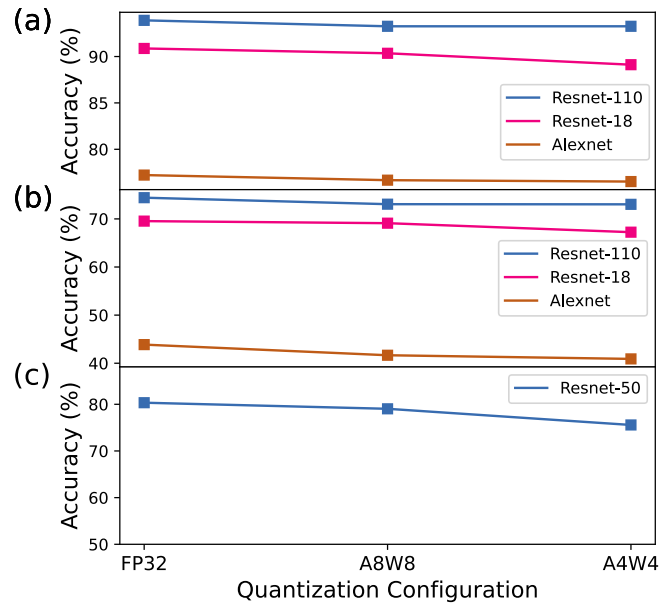 (a)
Accuracy (%)
90
85
80
Resnet-110
Resnet-18
Alexnet
(b)
Accuracy (%)
70
60
50
40
Resnet-110
Resnet-18
Alexnet
(c)
Accuracy (%)
80
70
60
50
Resnet-50
FP32
A8W8
A4W4
Quantization Configuration